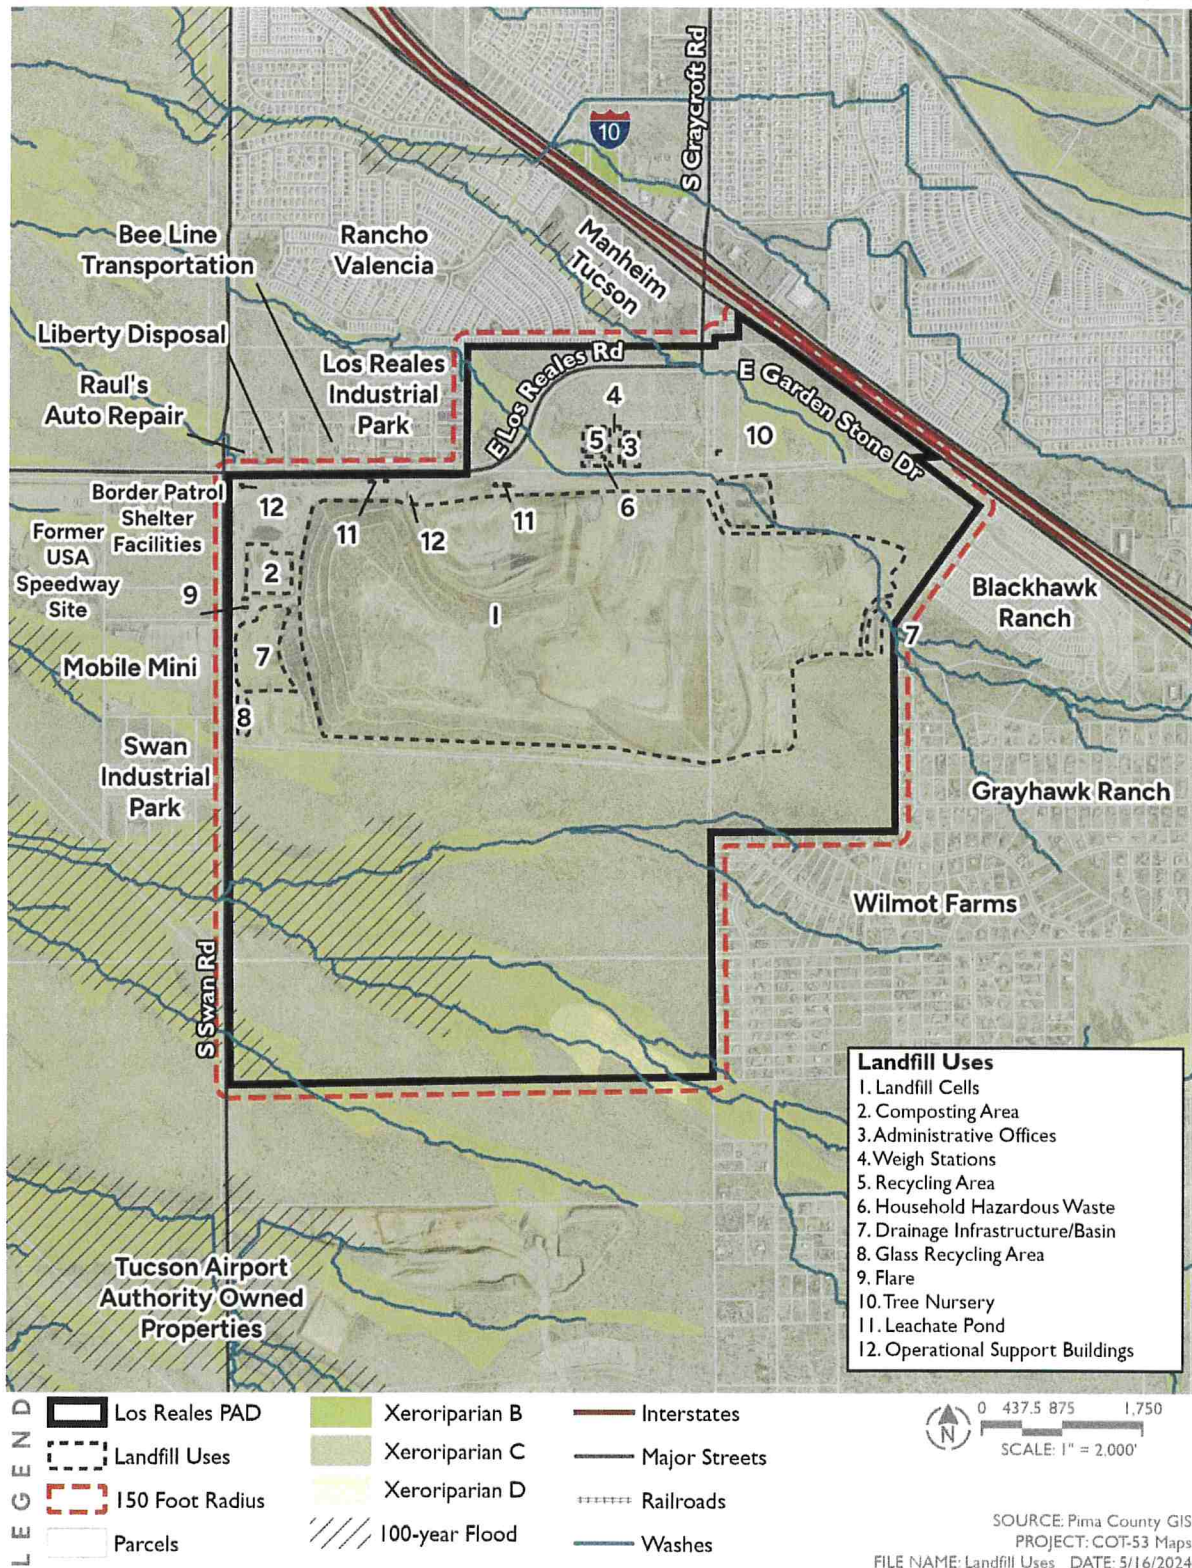 S Craycroft Rd
10
Bee Line
Transportation
Rancho
Valencia
Manheim
Tucson
Liberty Disposal
Los Reales
Industrial
Park
Raul's
Auto Repair
E Los Reales Rd
E Garden Stone Dr
4
5
3
10
6
Border Patrol
Shelter
Facilities
12
11
12
11
Former
USA
Speedway
Site
2
9
1
Blackhawk
Ranch
7
7
Mobile Mini
8
Swan
Industrial
Park
Grayhawk Ranch
Wilmot Farms
S Swan Rd
Tucson Airport
Authority Owned
Properties
Landfill Uses
1. Landfill Cells
2. Composting Area
3. Administrative Offices
4. Weigh Stations
5. Recycling Area
6. Household Hazardous Waste
7. Drainage Infrastructure/Basin
8. Glass Recycling Area
9. Flare
10. Tree Nursery
11. Leachate Pond
12. Operational Support Buildings
LEGEND
Los Reales PAD
Landfill Uses
150 Foot Radius
Parcels
Xeroriparian B
Xeroriparian C
Xeroriparian D
100-year Flood
Interstates
Major Streets
Railroads
Washes
N
0 437.5 875 1,750
SCALE: 1" = 2,000'
SOURCE: Pima County GIS
PROJECT: COT-53 Maps
FILE NAME: Landfill Uses DATE: 5/16/2024